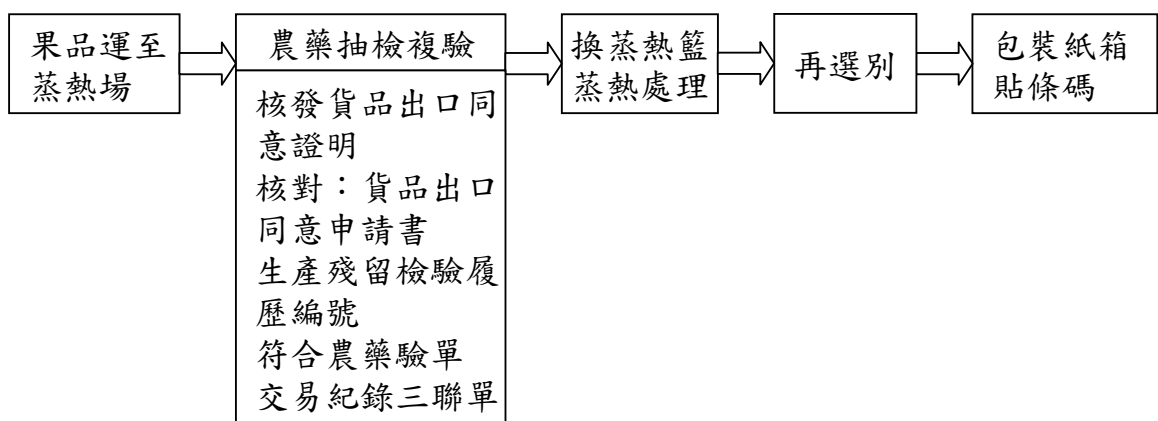 果品運至
蒸熱場
農藥抽檢複驗
核發貨品出口同
意證明
核對：貨品出口
同意申請書
生產殘留檢驗履
歷編號
符合農藥驗單
交易紀錄三聯單
換蒸熱籃
蒸熱處理
再選別
包裝紙箱
貼條碼